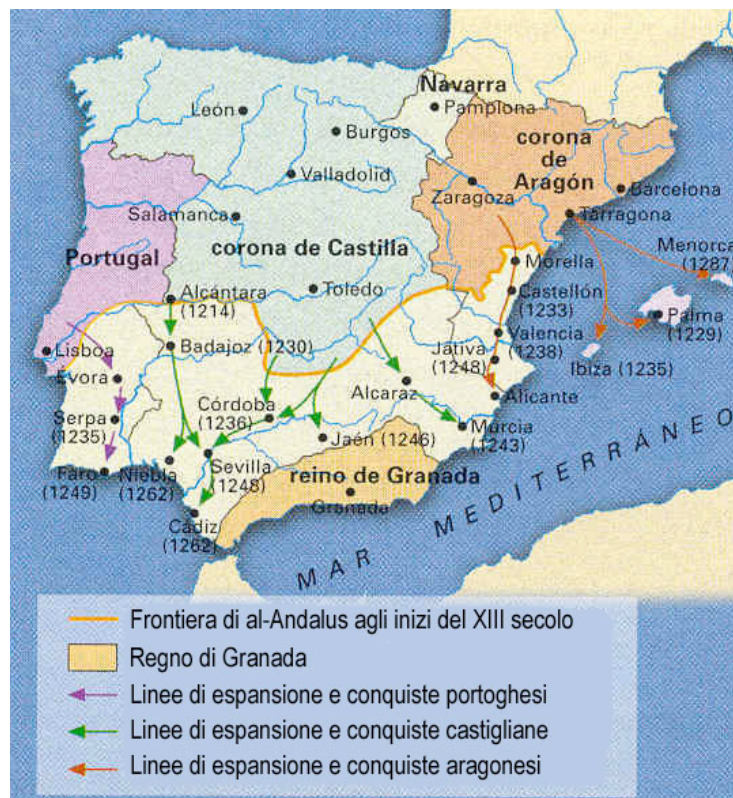 Navarra
León
Pamplona
Burgos
corona
de
Aragón
Valladolid
Zaragoza
Barcelona
Salamanca
Tarragona
corona de Castilla
Portugal
Menorca
(1287)
Morella
Alcántara
(1214)
Toledo
Castellón
(1233)
Palma
(1229)
Lisboa
Badajoz (1230)
Valencia
(1238)
Játiva
(1248)
Ibiza (1235)
Évora
Alcaraz
Alicante
Córdoba
(1236)
Serpa
(1235)
Murcia
(1243)
Jaén (1246)
Faro
(1249)
Niebla
(1262)
Sevilla
(1248)
reino de Granada
Granada
Cádiz
(1262)
MAR MEDITERRÁNEO
Frontiera di al-Andalus agli inizi del XIII secolo
Regno di Granada
Linee di espansione e conquiste portoghesi
Linee di espansione e conquiste castigliane
Linee di espansione e conquiste aragonesi